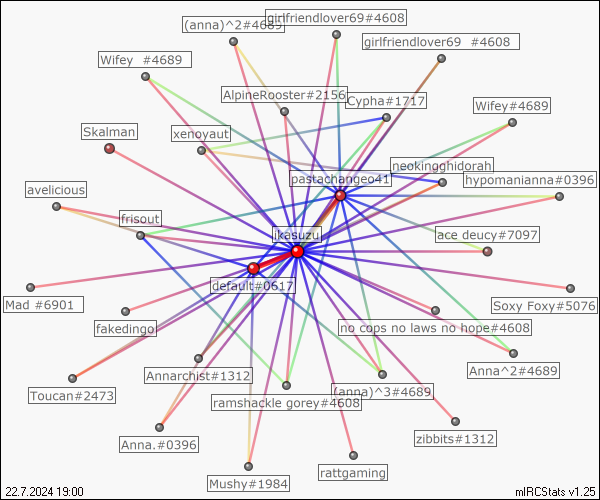 (anna)^2#4689
girlfriendlover69#4608
girlfriendlover69 #4608
Wifey #4689
AlpineRooster#2156
Cypha#1717
Wifey#4689
Skalman
xenoyaut
neokingghidorah
pastachangeo41
hypomanianna#0396
avelicious
frisout
ikasuzu
ace deucy#7097
default#0617
Mad #6901
Soxy Foxy#5076
fakedingo
no cops no laws no hope#4608
Annarchist#1312
Anna^2#4689
Toucan#2473
ramshackle gorey#4608
(anna)^3#4689
Anna.#0396
zibbits#1312
rattgaming
Mushy#1984
22.7.2024 19:00
mIRCStats v1.25